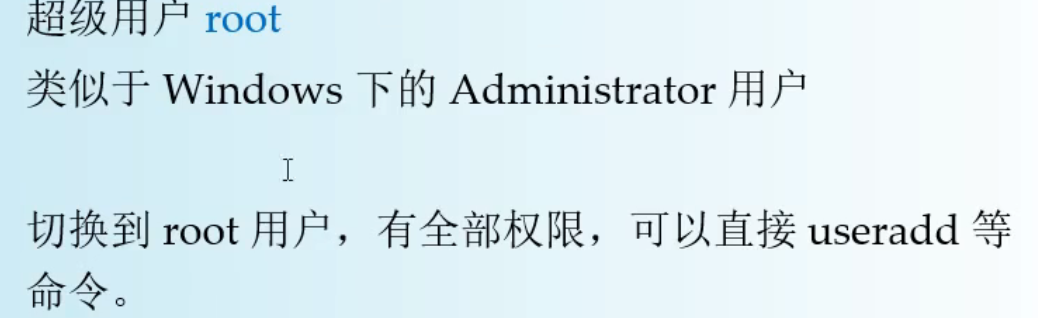 超级用户 root
类似于 Windows 下的 Administrator 用户
切换到 root 用户，有全部权限，可以直接 useradd 等
命令。